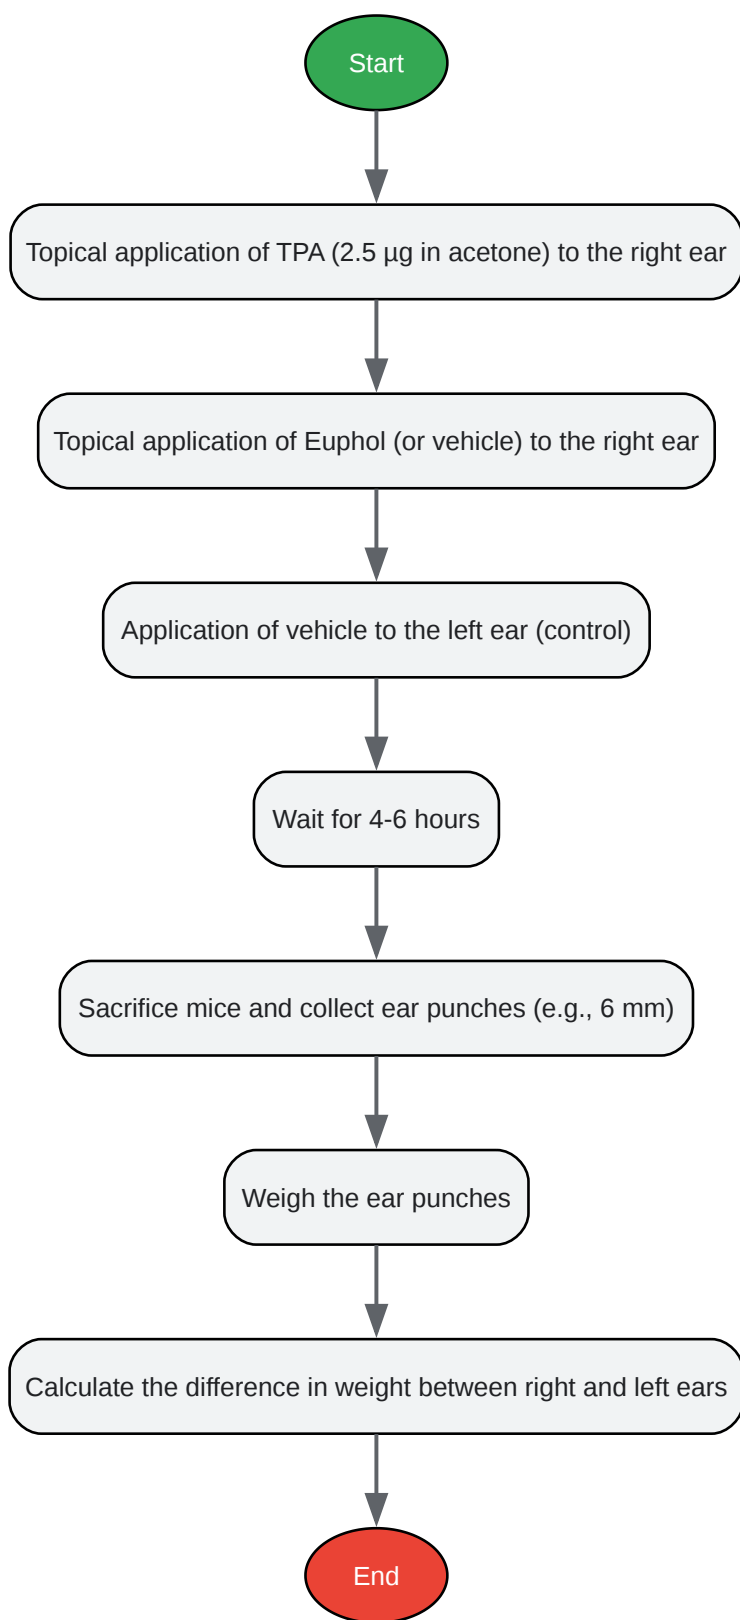 Start
Topical application of TPA (2.5 µg in acetone) to the right ear
Topical application of Euphol (or vehicle) to the right ear
Application of vehicle to the left ear (control)
Wait for 4-6 hours
Sacrifice mice and collect ear punches (e.g., 6 mm)
Weigh the ear punches
Calculate the difference in weight between right and left ears
End